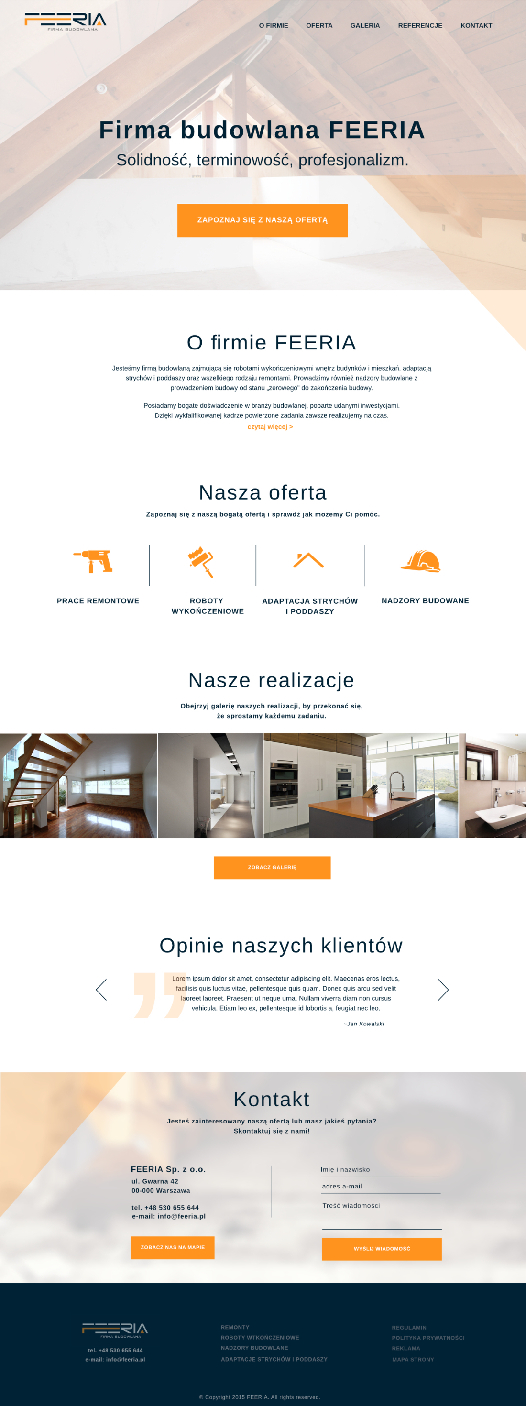 FEERIA
FIRMA BUDOWLANA
O FIRMIE OFERTA GALERIA REFERENCJE KONTAKT
Firma budowlana FEERIA
Solidność, terminowość, profesjonalizm.
ZAPOZNAJ SIĘ Z NASZĄ OFERTĄ
O firmie FEERIA
Jesteśmy firmą budowlaną zajmującą się robotami wykończeniowymi wnętrz budynków i mieszkań, adaptacją
strychów i poddaszy oraz wszelkiego rodzaju remontami. Prowadzimy również nadzory budowlane z
prowadzeniem budowy od stanu „zerowego" do zakończenia budowy.
Posiadamy bogate doświadczenie w branży budowlanej, poparte udanymi inwestycjami.
Dzięki wykfalifikowanej kadrze powierzone zadania zawsze realizujemy na czas.
czytaj więcej >
Nasza oferta
Zapoznaj się z naszą bogatą ofertą i sprawdź jak możemy Ci pomóc.
PRACE REMONTOWE
ROBOTY
WYKOŃCZENIOWE
ADAPTACJA STRYCHÓW
I PODDASZY
NADZORY BUDOWANE
Nasze realizacje
Obejrzyj galerię naszych realizacji, by przekonać się,
że sprostamy każdemu zadaniu.
ZOBACZ GALERIĘ
Opinie naszych klientów
Lorem ipsum dolor sit amet, consectetur adipiscing elit. Maecenas eros lectus,
facilisis quis luctus vitae, pellentesque quis quam. Donec quis arcu sed velit
laoreet laoreet. Praesent ut neque urna. Nullam viverra diam non cursus
vehicula. Etiam leo ex, pellentesque id lobortis a, feugiat nec leo.
- Jan Kowalski
Kontakt
Jesteś zainteresowany naszą ofertą lub masz jakieś pytania?
Skontaktuj się z nami!
FEERIA Sp. z o.o.
ul. Gwarna 42
00-000 Warszawa
tel. +48 530 655 644
e-mail: info@feeria.pl
ZOBACZ NAS NA MAPIE
Imię i nazwisko
adres e-mail
Treść wiadomości
WYŚLIJ WIADOMOŚĆ
FEERIA
FIRMA BUDOWLANA
tel. +48 530 655 644
e-mail: info@feeria.pl
REMONTY
ROBOTY WYKOŃCZENIOWE
NADZORY BUDOWLANE
ADAPTACJE STRYCHÓW I PODDASZY
REGULAMIN
POLITYKA PRYWATNOŚCI
REKLAMA
MAPA STRONY
© Copyright 2015 FEERIA. All rights reserved.